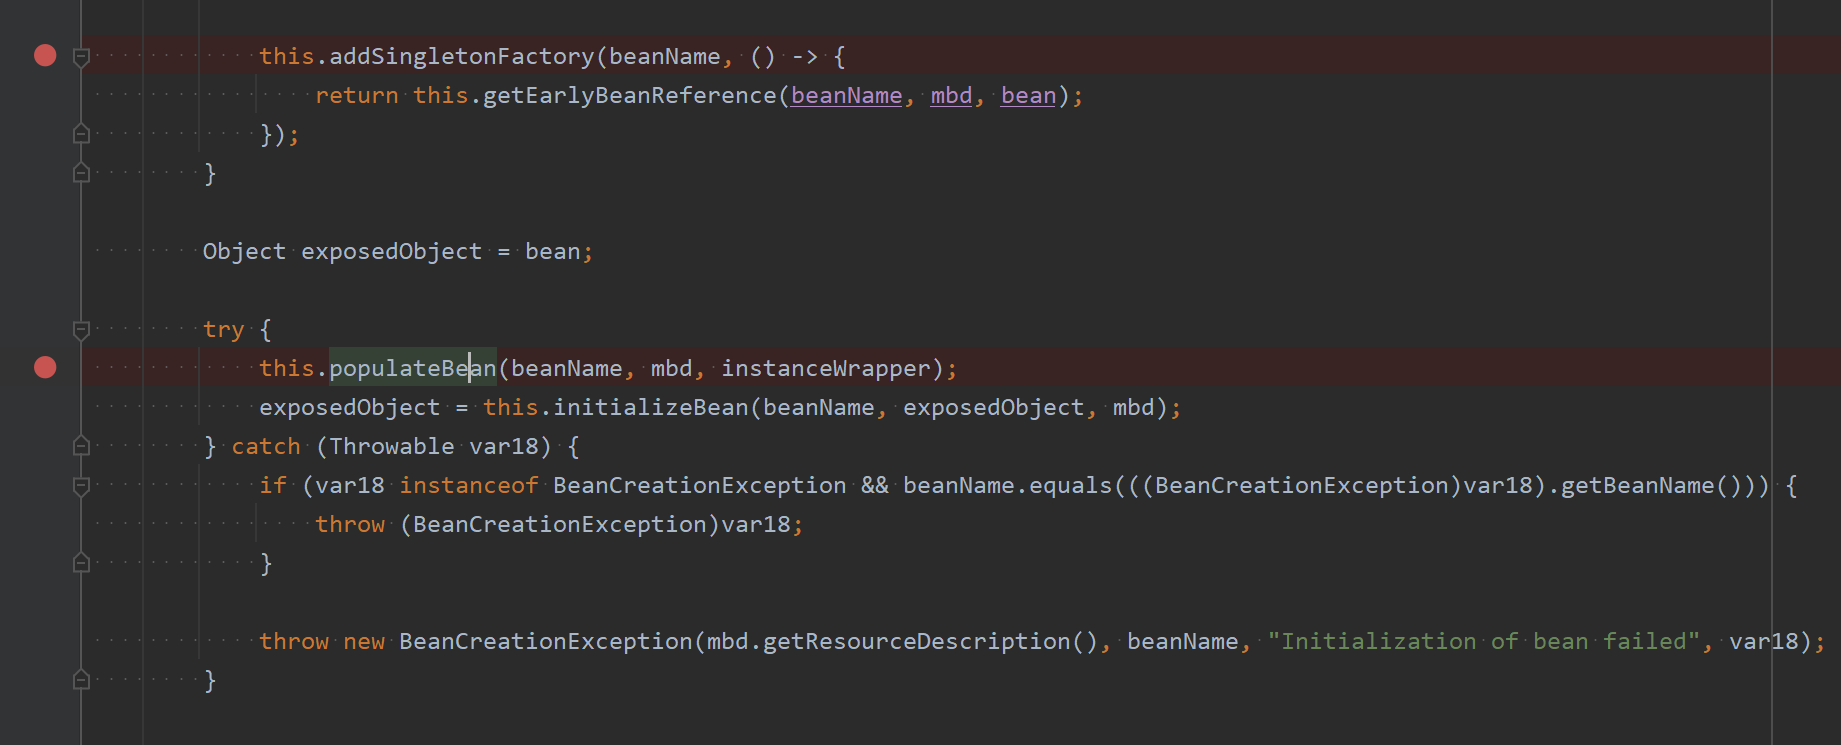 this.addSingletonFactory(beanName, () -> {
return this.getEarlyBeanReference(beanName, mbd, bean);
});
}
Object exposedObject = bean;
try {
this.populateBean(beanName, mbd, instanceWrapper);
exposedObject = this.initializeBean(beanName, exposedObject, mbd);
} catch (Throwable var18) {
if (var18 instanceof BeanCreationException && beanName.equals(((BeanCreationException)var18).getBeanName())) {
throw (BeanCreationException)var18;
}
throw new BeanCreationException(mbd.getResourceDescription(), beanName, "Initialization of bean failed", var18);
}